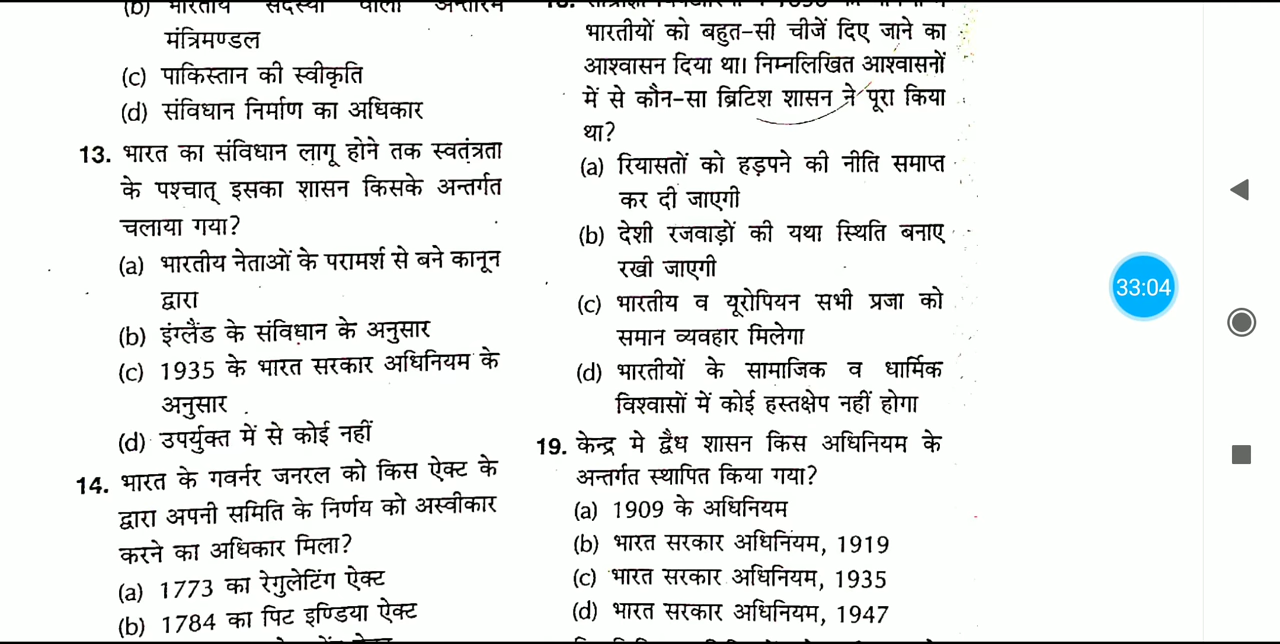 (b) भारतीय सदस्यों वाला अन्तरिम
मंत्रिमण्डल
(c) पाकिस्तान की स्वीकृति
(d) संविधान निर्माण का अधिकार
13. भारत का संविधान लागू होने तक स्वतंत्रता
के पश्चात् इसका शासन किसके अन्तर्गत
चलाया गया?
(a) भारतीय नेताओं के परामर्श से बने कानून
द्वारा
(b) इंग्लैंड के संविधान के अनुसार
(c) 1935 के भारत सरकार अधिनियम के
अनुसार
(d) उपर्युक्त में से कोई नहीं
14. भारत के गवर्नर जनरल को किस ऐक्ट के
द्वारा अपनी समिति के निर्णय को अस्वीकार
करने का अधिकार मिला?
(a) 1773 का रेगुलेटिंग ऐक्ट
(b) 1784 का पिट इण्डिया ऐक्ट
भारतीयों को बहुत-सी चीजें दिए जाने का
आश्वासन दिया था। निम्नलिखित आश्वासनों
में से कौन-सा ब्रिटिश शासन ने पूरा किया
था?
(a) रियासतों को हड़पने की नीति समाप्त
कर दी जाएगी
(b) देशी रजवाड़ों की यथा स्थिति बनाए
रखी जाएगी
(c) भारतीय व यूरोपियन सभी प्रजा को
समान व्यवहार मिलेगा
(d) भारतीयों के सामाजिक व धार्मिक
विश्वासों में कोई हस्तक्षेप नहीं होगा
19. केन्द्र मे द्वैध शासन किस अधिनियम के
अन्तर्गत स्थापित किया गया?
(a) 1909 के अधिनियम
(b) भारत सरकार अधिनियम, 1919
(c) भारत सरकार अधिनियम, 1935
(d) भारत सरकार अधिनियम, 1947
33:04